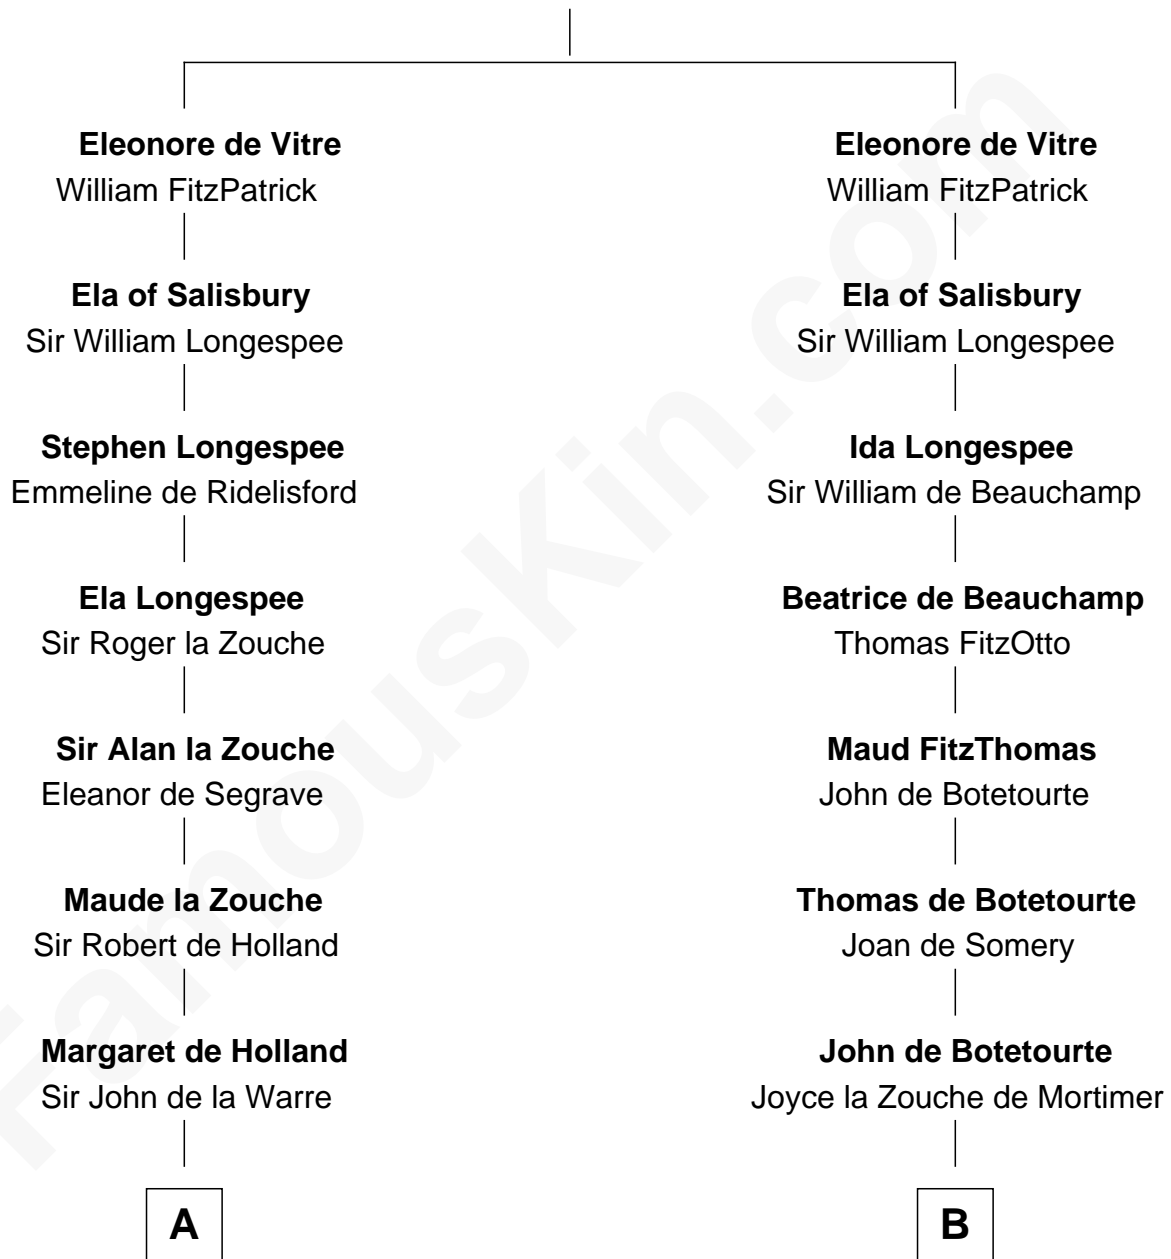 Eleonore de Vitre
William FitzPatrick
Ela of Salisbury
Sir William Longespee
Stephen Longespee
Emmeline de Ridelisford
Ela Longespee
Sir Roger la Zouche
Sir Alan la Zouche
Eleanor de Segrave
Maude la Zouche
Sir Robert de Holland
Margaret de Holland
Sir John de la Warre
A
Eleonore de Vitre
William FitzPatrick
Ela of Salisbury
Sir William Longespee
Ida Longespee
Sir William de Beauchamp
Beatrice de Beauchamp
Thomas FitzOtto
Maud FitzThomas
John de Botetourte
Thomas de Botetourte
Joan de Somery
John de Botetourte
Joyce la Zouche de Mortimer
B
FamousKin.com